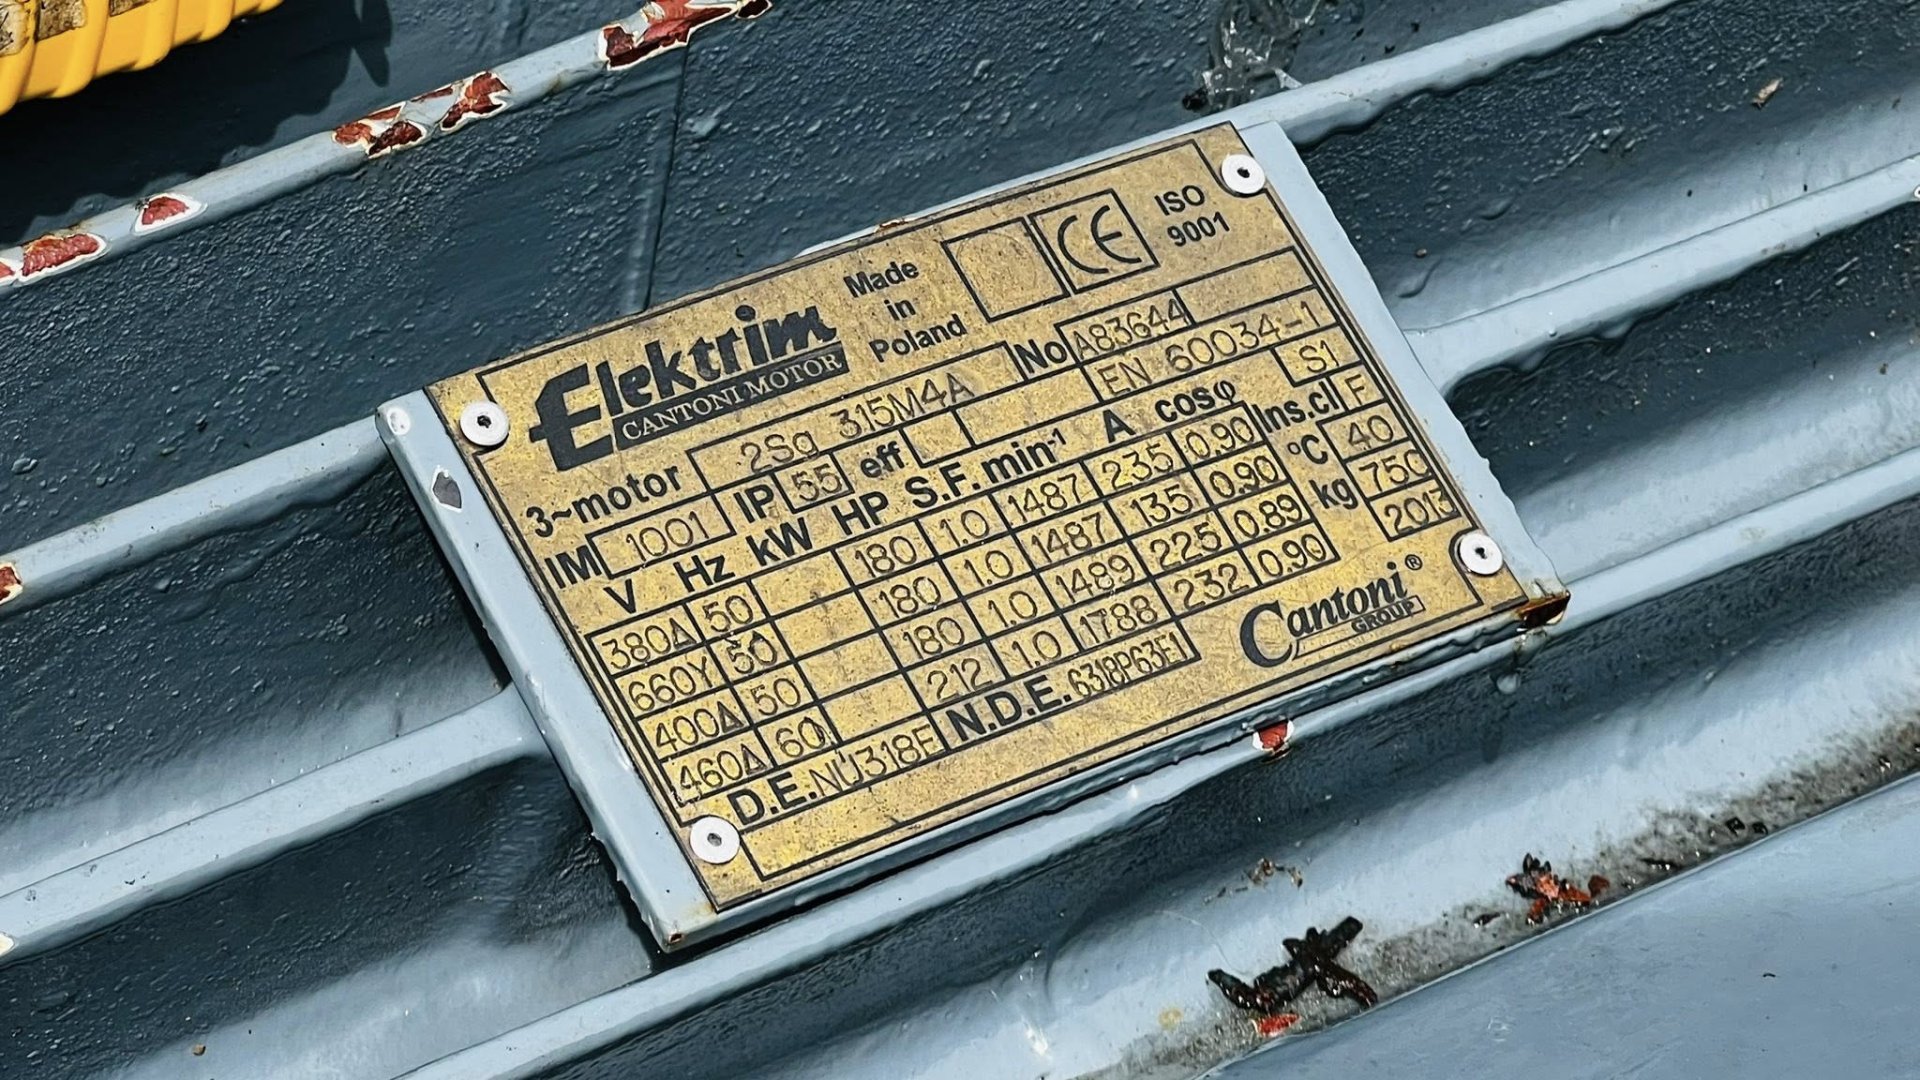 Elektrim
CANTONI MOTOR
Made
in
Poland
CE
ISO
9001
3~motor 2Sg 315M4A No A83644
IM 1001 IP 55 eff EN 60034-1
V Hz kW HP S.F. min-1 A cosφ S1
380Δ 50 180 1.0 1487 235 0.90 Ins.cl F
660Y 50 180 1.0 1487 135 0.90 °C 40
400Δ 50 180 1.0 1489 225 0.89 kg 750
460Δ 60 212 1.0 1788 232 0.90 2013
D.E. NU318E N.D.E. 6318P63E1
Cantoni ®
GROUP